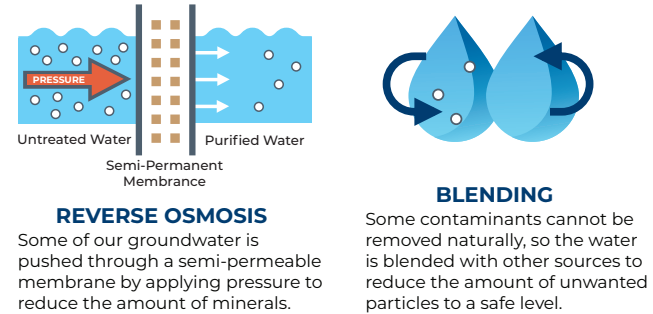 PRESSURE
Untreated Water
Purified Water
Semi-Permanent
Membrance
REVERSE OSMOSIS
Some of our groundwater is
pushed through a semi-permeable
membrane by applying pressure to
reduce the amount of minerals.
BLENDING
Some contaminants cannot be
removed naturally, so the water
is blended with other sources to
reduce the amount of unwanted
particles to a safe level.